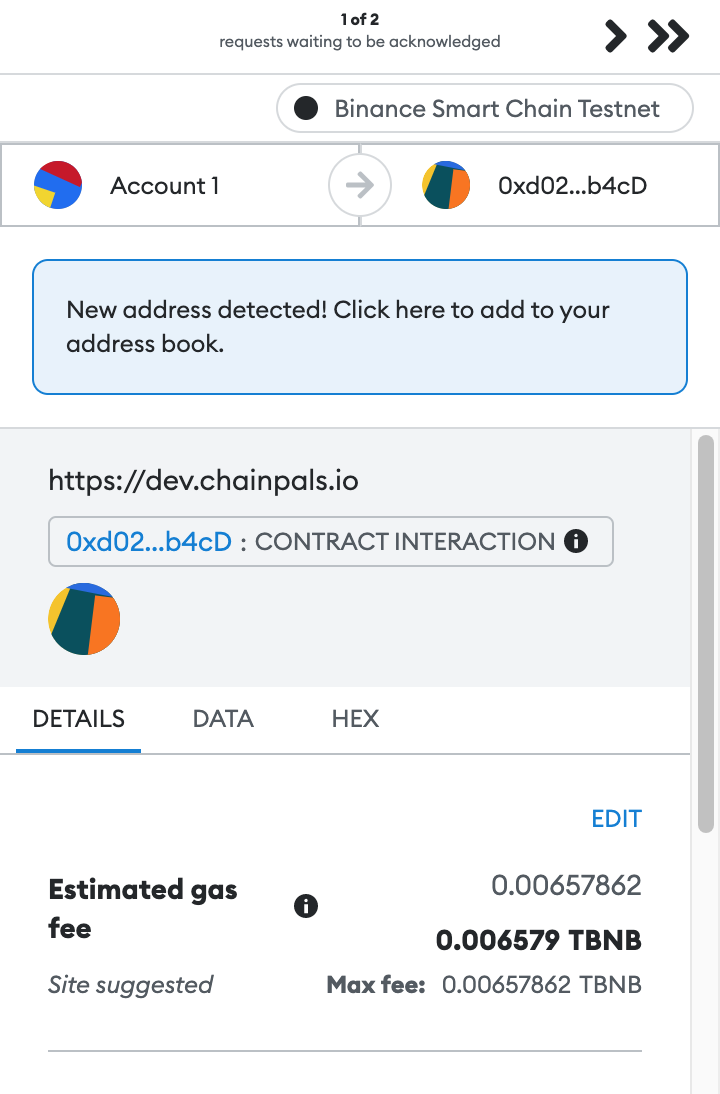 1 of 2
requests waiting to be acknowledged
Binance Smart Chain Testnet
Account 1
0xd02...b4cD
New address detected! Click here to add to your
address book.
https://dev.chainpals.io
0xd02...b4cD : CONTRACT INTERACTION
DETAILS DATA HEX
EDIT
Estimated gas
fee
0.00657862
0.006579 TBNB
Site suggested
Max fee: 0.00657862 TBNB